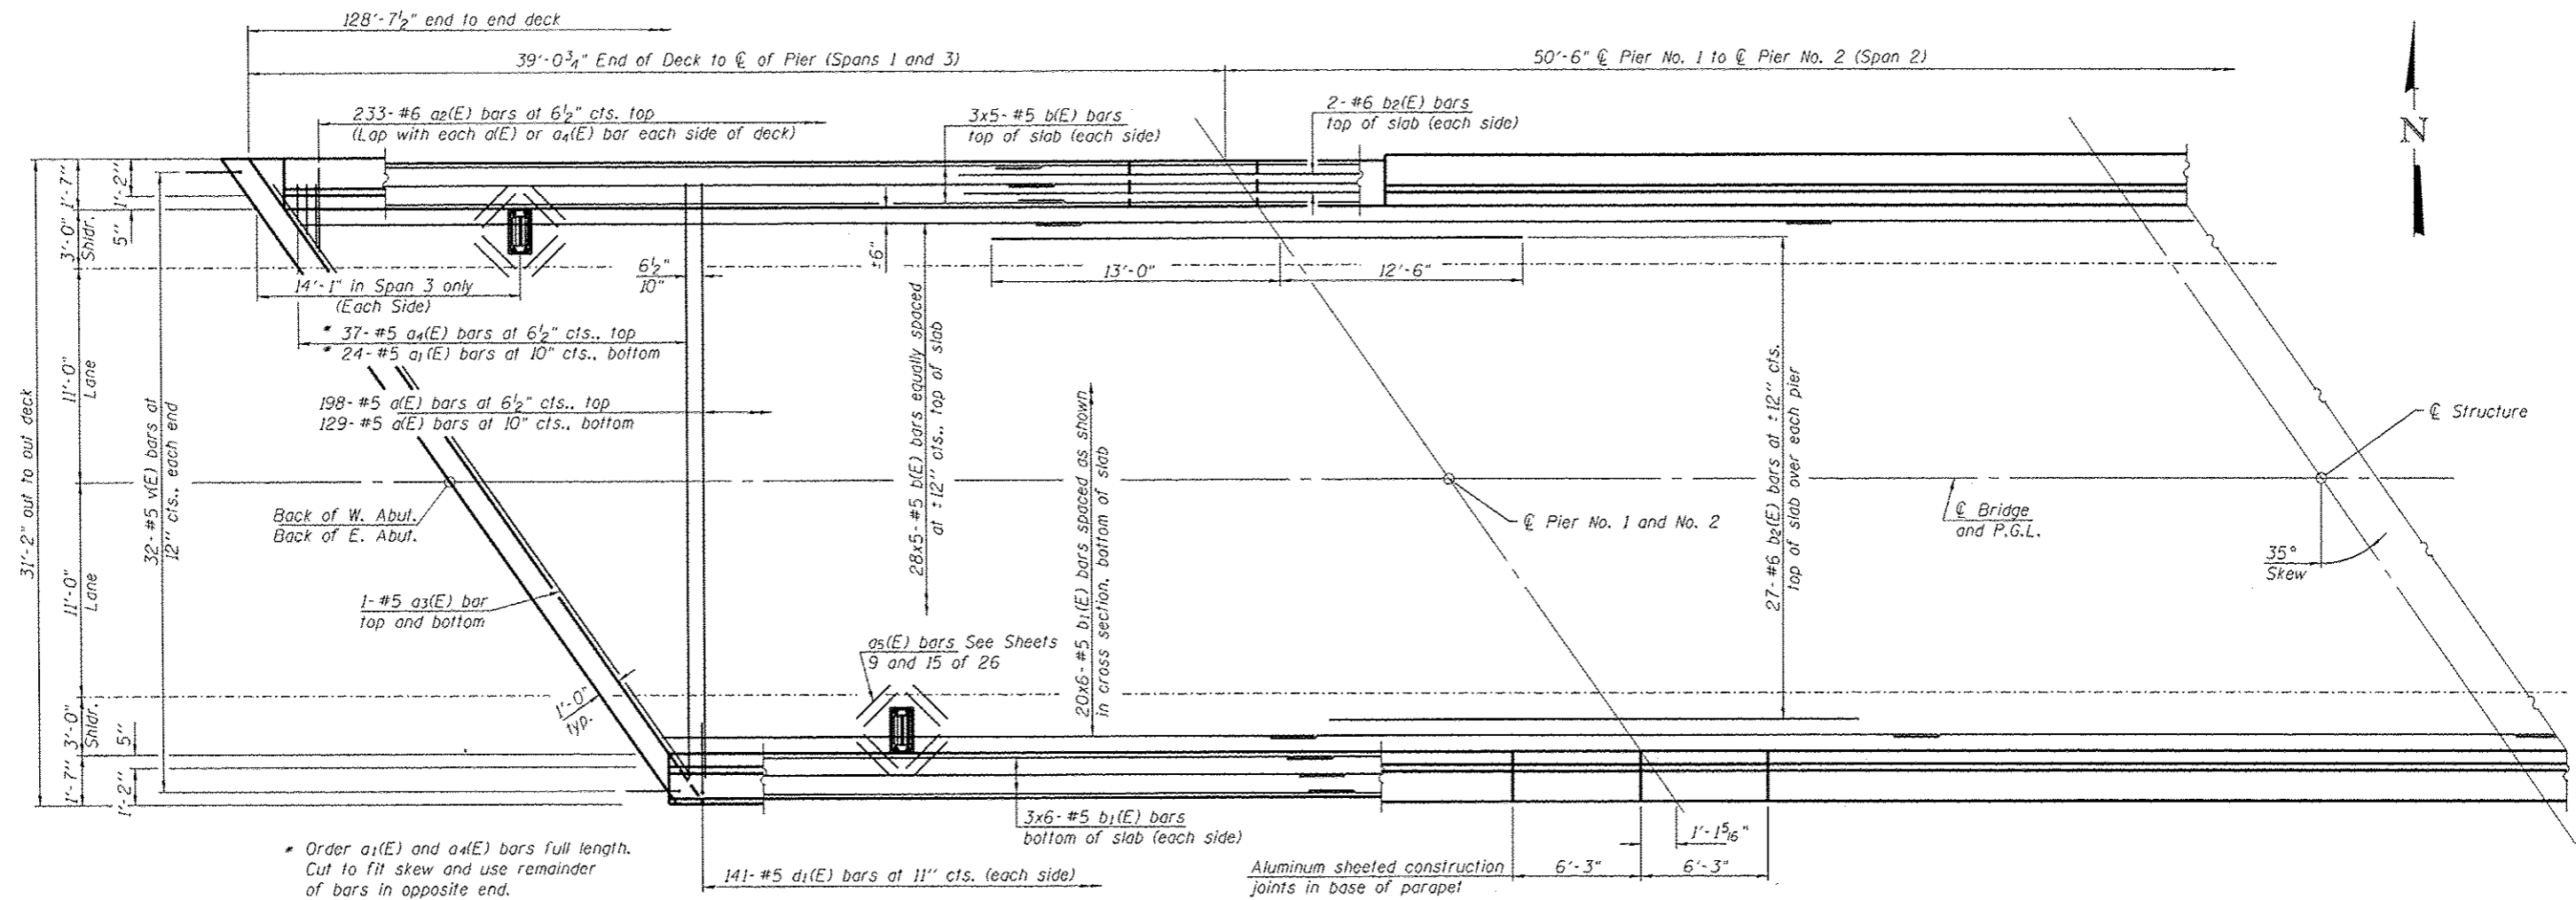 128'-7½" end to end deck
39'-0¾" End of Deck to ℄ of Pier (Spans 1 and 3)
50'-6" ℄ Pier No. 1 to ℄ Pier No. 2 (Span 2)
233-#6 a2(E) bars at 6½" cts. top
(Lap with each a(E) or a4(E) bar each side of deck)
3x5-#5 b(E) bars
top of slab (each side)
2-#6 b2(E) bars
top of slab (each side)
N
1'-7"
1'-2"
3'-0"
Shldr.
5"
14'-1" in Span 3 only
(Each Side)
6½"
10"
±6"
13'-0"
12'-6"
* 37-#5 a4(E) bars at 6½" cts., top
* 24-#5 a1(E) bars at 10" cts., bottom
198-#5 a(E) bars at 6½" cts., top
129-#5 a(E) bars at 10" cts., bottom
31'-2" out to out deck
11'-0"
Lane
32-#5 v(E) bars at
12" cts., each end
28x5-#5 b(E) bars equally spaced
at ±12" cts., top of slab
20x6-#5 b1(E) bars spaced as shown
in cross section, bottom of slab
27-#6 b2(E) bars at ±12" cts.
top of slab over each pier
℄ Structure
Back of W. Abut.
Back of E. Abut.
℄ Pier No. 1 and No. 2
℄ Bridge
and P.G.L.
35°
Skew
11'-0"
Lane
1-#5 a3(E) bar
top and bottom
a5(E) bars See Sheets
9 and 15 of 26
1'-0"
typ.
3'-0"
Shldr.
5"
1'-7"
1'-2"
3x6-#5 b1(E) bars
bottom of slab (each side)
1'-1⁵⁄₁₆"
* Order a1(E) and a4(E) bars full length.
Cut to fit skew and use remainder
of bars in opposite end.
141-#5 d1(E) bars at 11" cts. (each side)
Aluminum sheeted construction
joints in base of parapet
6'-3"
6'-3"